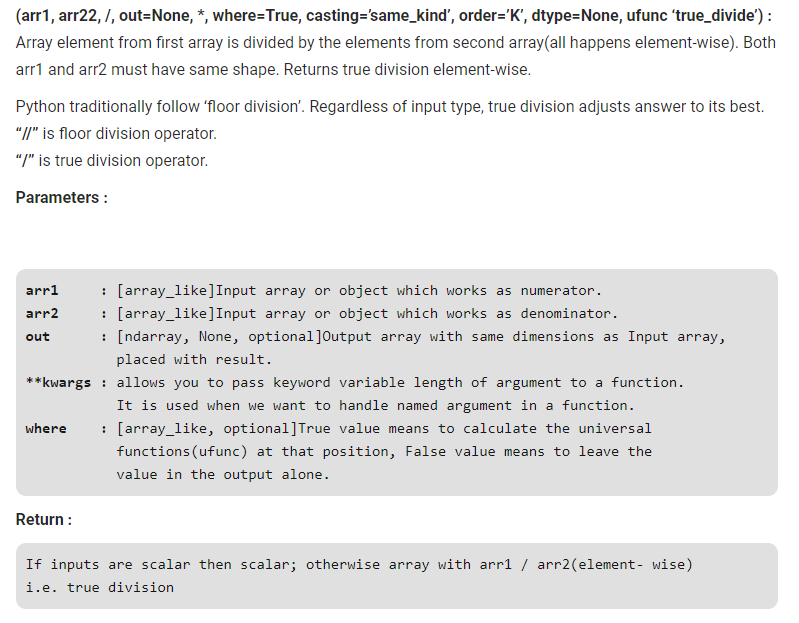 (arr1, arr22, /, out=None, *, where=True, casting=’same_kind’, order=’K’, dtype=None, ufunc ‘true_divide’) :
Array element from first array is divided by the elements from second array(all happens element-wise). Both
arr1 and arr2 must have same shape. Returns true division element-wise.
Python traditionally follow ‘floor division’. Regardless of input type, true division adjusts answer to its best.
“//” is floor division operator.
“/” is true division operator.
Parameters :
arr1 : [array_like]Input array or object which works as numerator.
arr2 : [array_like]Input array or object which works as denominator.
out : [ndarray, None, optional]Output array with same dimensions as Input array,
placed with result.
**kwargs : allows you to pass keyword variable length of argument to a function.
It is used when we want to handle named argument in a function.
where : [array_like, optional]True value means to calculate the universal
functions(ufunc) at that position, False value means to leave the
value in the output alone.
Return :
If inputs are scalar then scalar; otherwise array with arr1 / arr2(element- wise)
i.e. true division